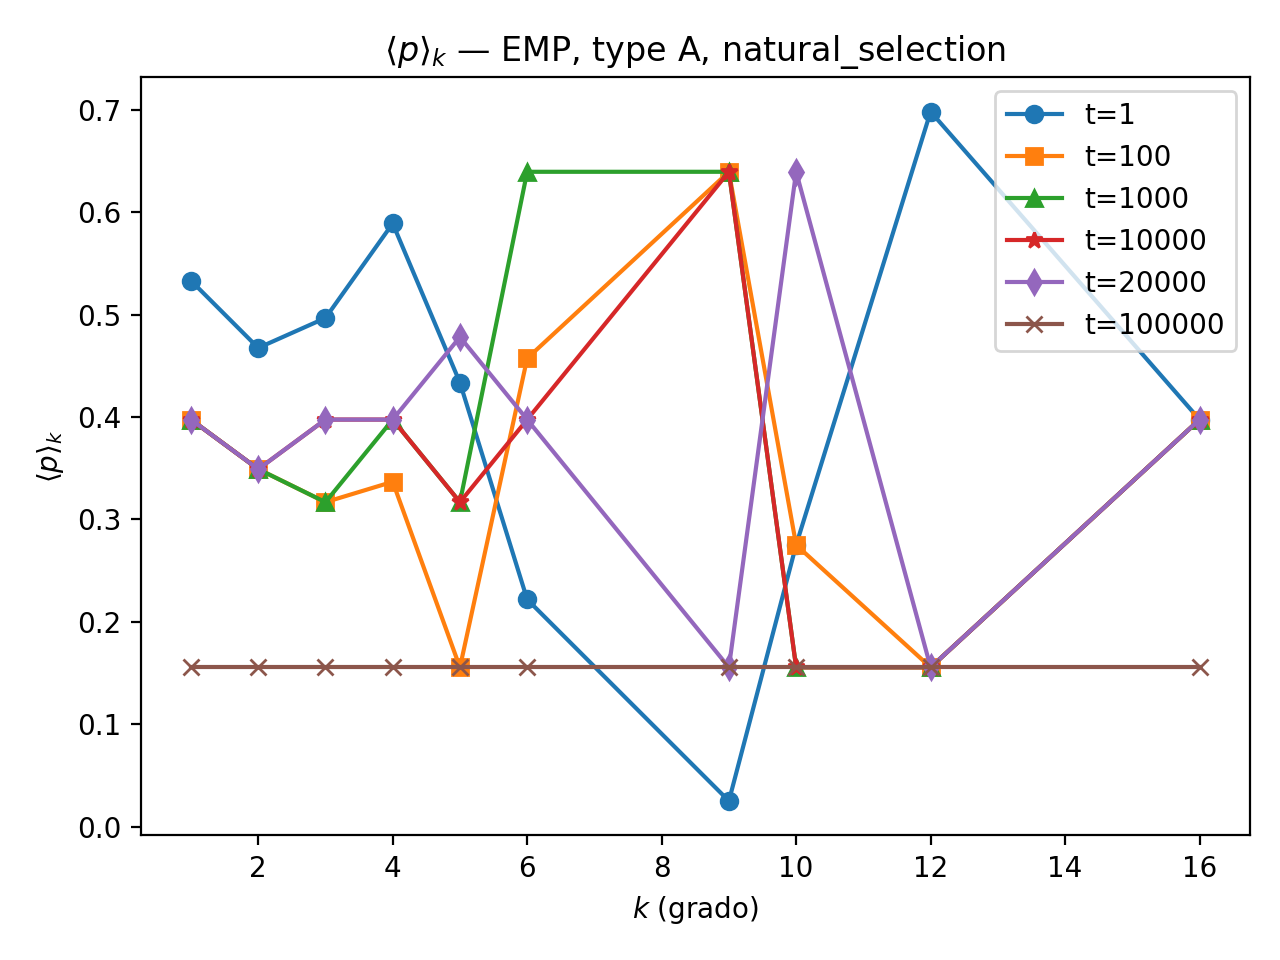 ⟨p⟩k — EMP, type A, natural_selection
t=1
t=100
t=1000
t=10000
t=20000
t=100000
⟨p⟩k
0.7
0.6
0.5
0.4
0.3
0.2
0.1
0.0
2 4 6 8 10 12 14 16
k (grado)